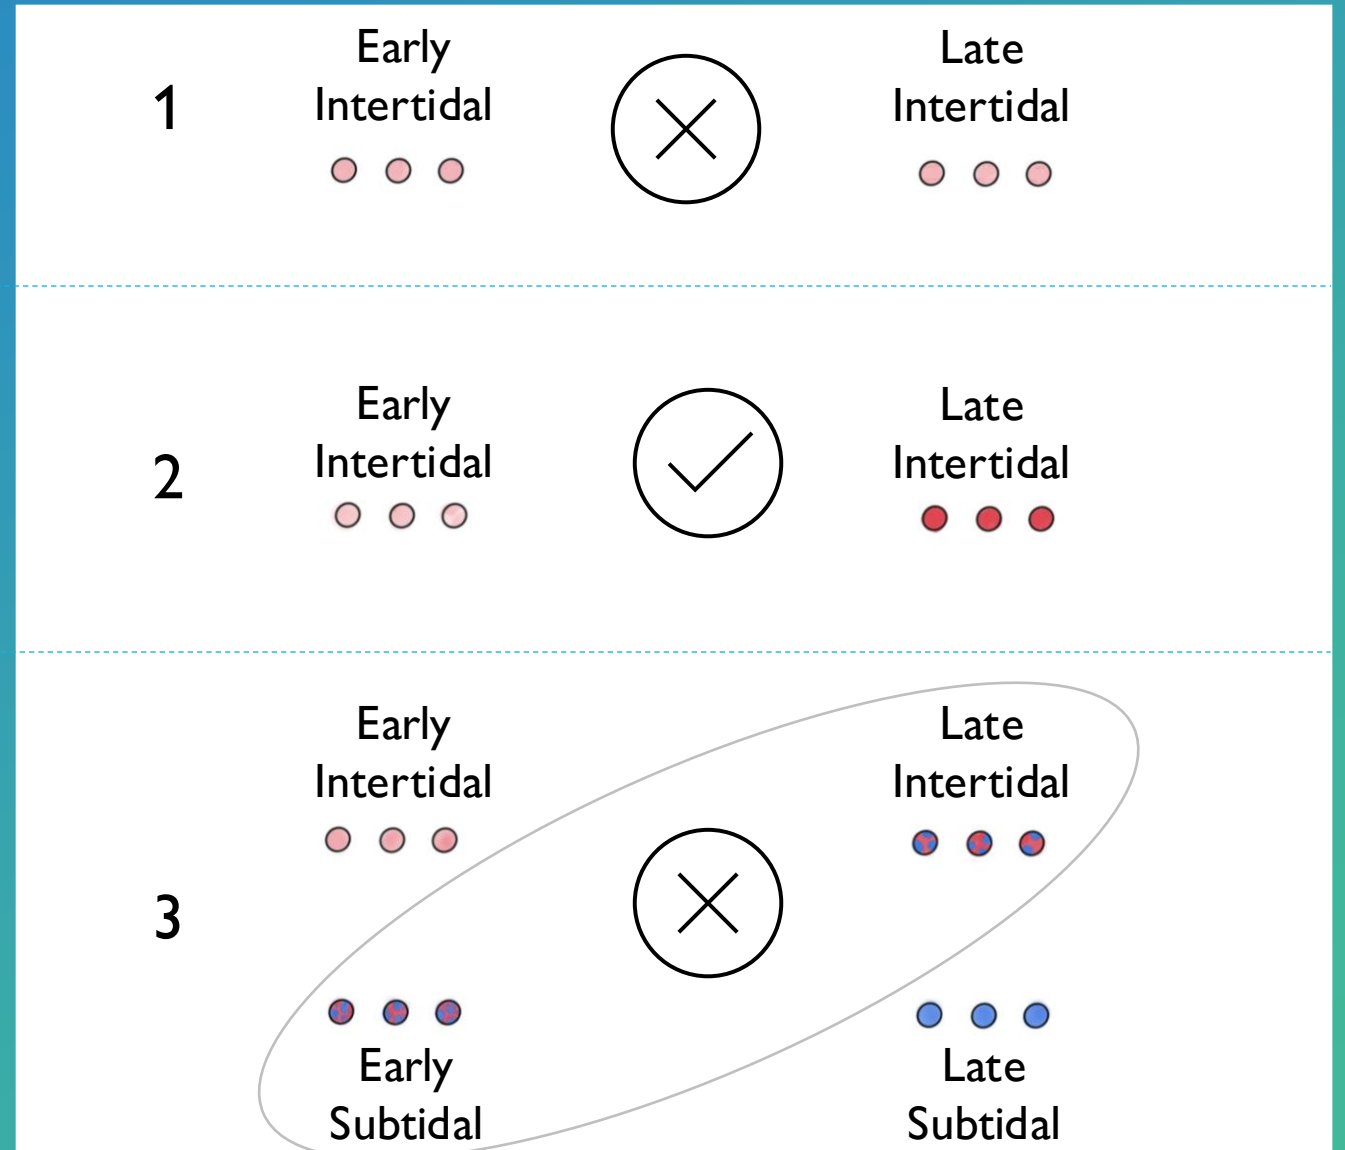 1
Early
Intertidal
Late
Intertidal
2
Early
Intertidal
Late
Intertidal
3
Early
Intertidal
Late
Intertidal
Early
Subtidal
Late
Subtidal